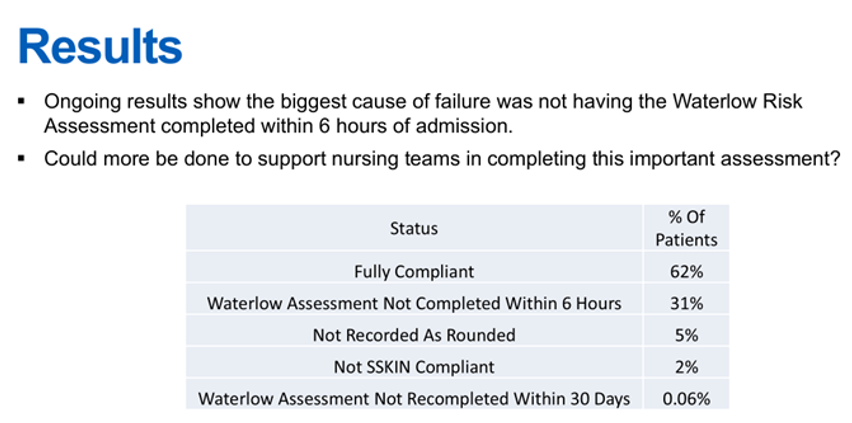 Results
▪ Ongoing results show the biggest cause of failure was not having the Waterlow Risk
Assessment completed within 6 hours of admission.
▪ Could more be done to support nursing teams in completing this important assessment?
Status % Of Patients
Fully Compliant 62%
Waterlow Assessment Not Completed Within 6 Hours 31%
Not Recorded As Rounded 5%
Not SSKIN Compliant 2%
Waterlow Assessment Not Recompleted Within 30 Days 0.06%